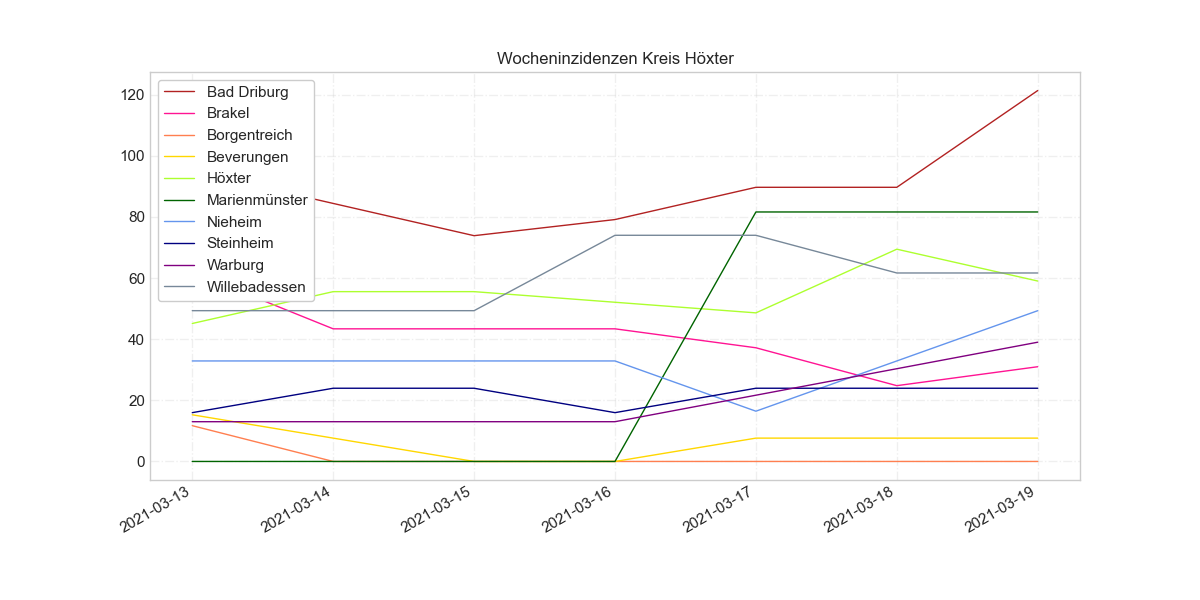 Wocheninzidenzen Kreis Höxter
120
100
80
60
40
20
0
Bad Driburg
Brakel
Borgentreich
Beverungen
Höxter
Marienmünster
Nieheim
Steinheim
Warburg
Willebadessen
2021-03-13
2021-03-14
2021-03-15
2021-03-16
2021-03-17
2021-03-18
2021-03-19